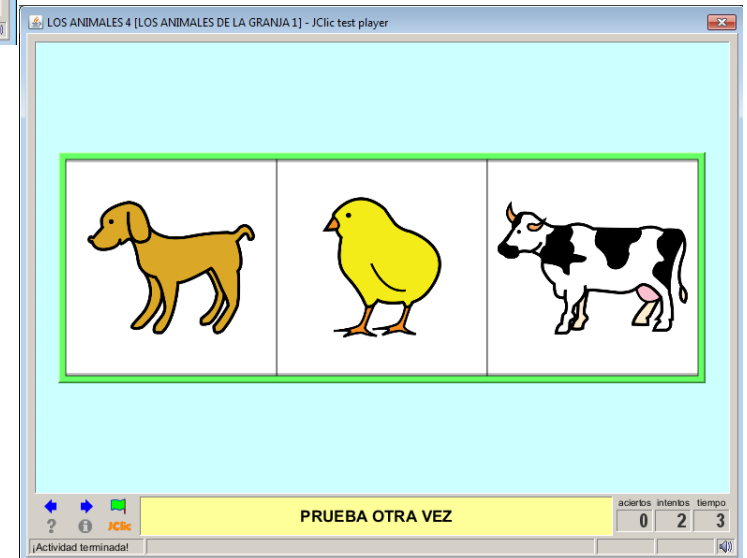 LOS ANIMALES 4 [LOS ANIMALES DE LA GRANJA 1] - JClic test player
PRUEBA OTRA VEZ
aciertos intentos tiempo
0 2 3
? i JClic
¡Actividad terminada!